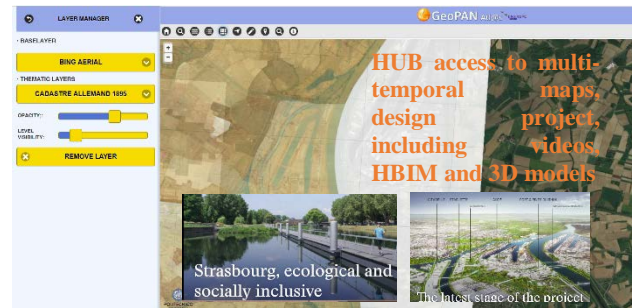 LAYER MANAGER
GeoPAN
- BASELAYER
BING AERIAL
- THEMATIC LAYERS
CADASTRE ALLEMAND 1895
OPACITY:
LEVEL
VISIBILITY:
REMOVE LAYER
HUB access to multi-
temporal maps,
design project,
including videos,
HBIM and 3D models
Strasbourg, ecological and
socially inclusive
The latest stage of the project